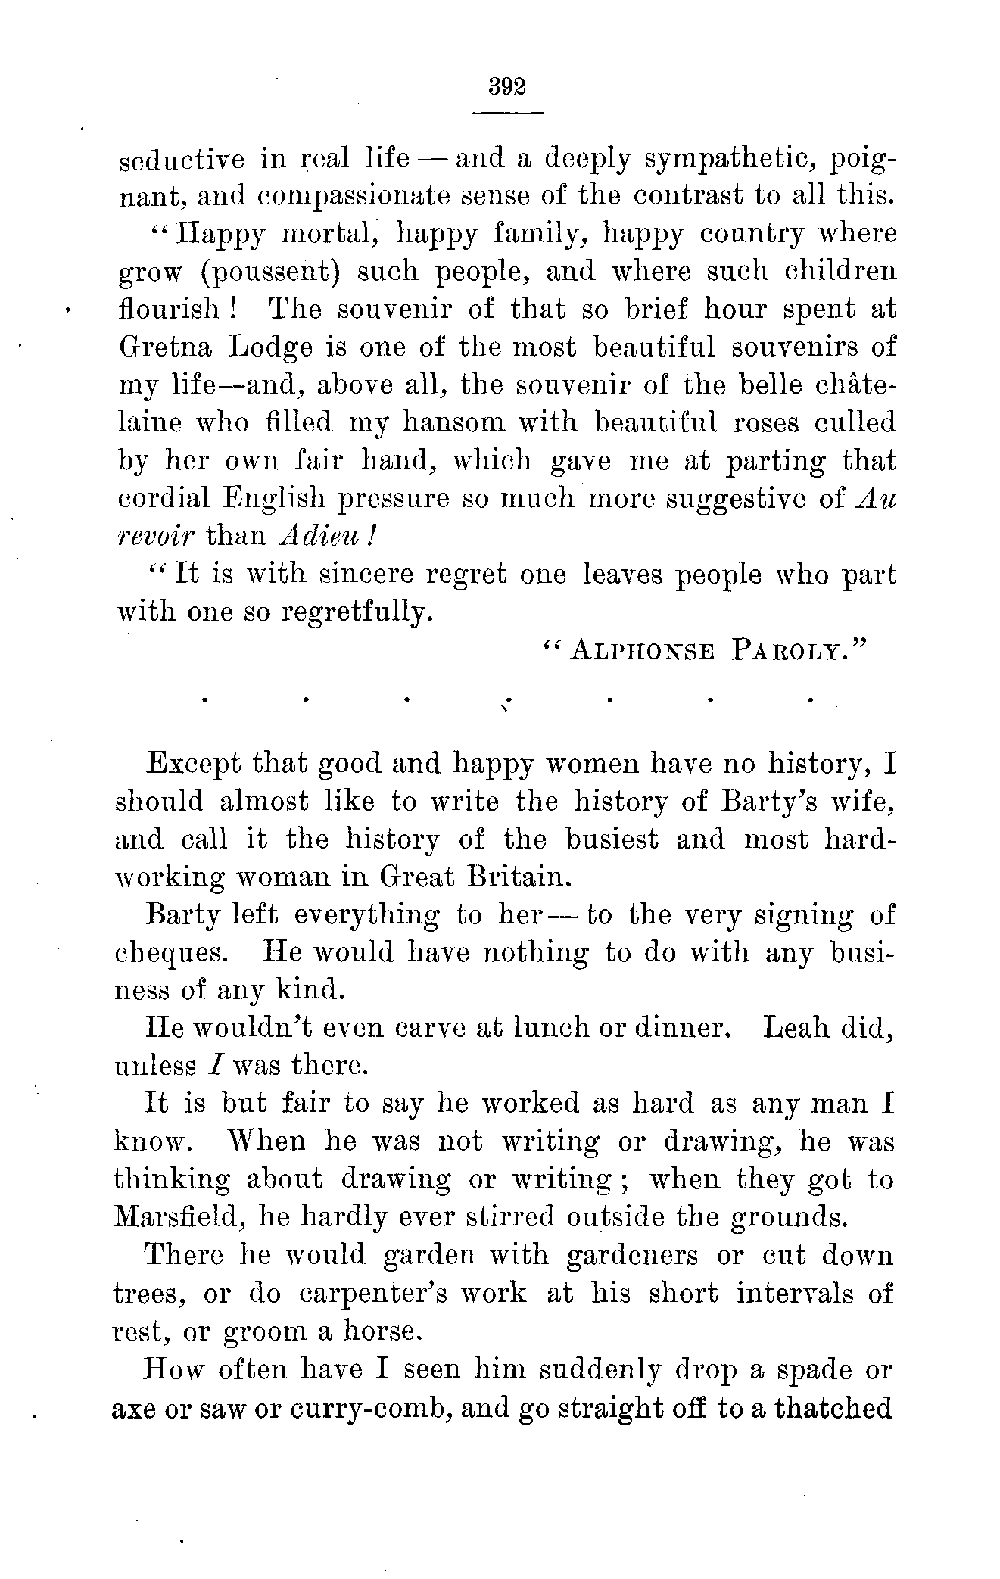 392
seductive in real life — and a deeply sympathetic, poig-
nant, and compassionate sense of the contrast to all this.
“Happy mortal, happy family, happy country where
grow (poussent) such people, and where such children
flourish! The souvenir of that so brief hour spent at
Gretna Lodge is one of the most beautiful souvenirs of
my life—and, above all, the souvenir of the belle châte-
laine who filled my hansom with beautiful roses culled
by her own fair hand, which gave me at parting that
cordial English pressure so much more suggestive of Au
revoir than Adieu!
“It is with sincere regret one leaves people who part
with one so regretfully.
“ALPHONSE PAROLY.”
. . . . . . .
Except that good and happy women have no history, I
should almost like to write the history of Barty’s wife,
and call it the history of the busiest and most hard-
working woman in Great Britain.
Barty left everything to her—to the very signing of
cheques. He would have nothing to do with any busi-
ness of any kind.
He wouldn’t even carve at lunch or dinner. Leah did,
unless I was there.
It is but fair to say he worked as hard as any man I
know. When he was not writing or drawing, he was
thinking about drawing or writing; when they got to
Marsfield, he hardly ever stirred outside the grounds.
There he would garden with gardeners or cut down
trees, or do carpenter’s work at his short intervals of
rest, or groom a horse.
How often have I seen him suddenly drop a spade or
axe or saw or curry-comb, and go straight off to a thatched